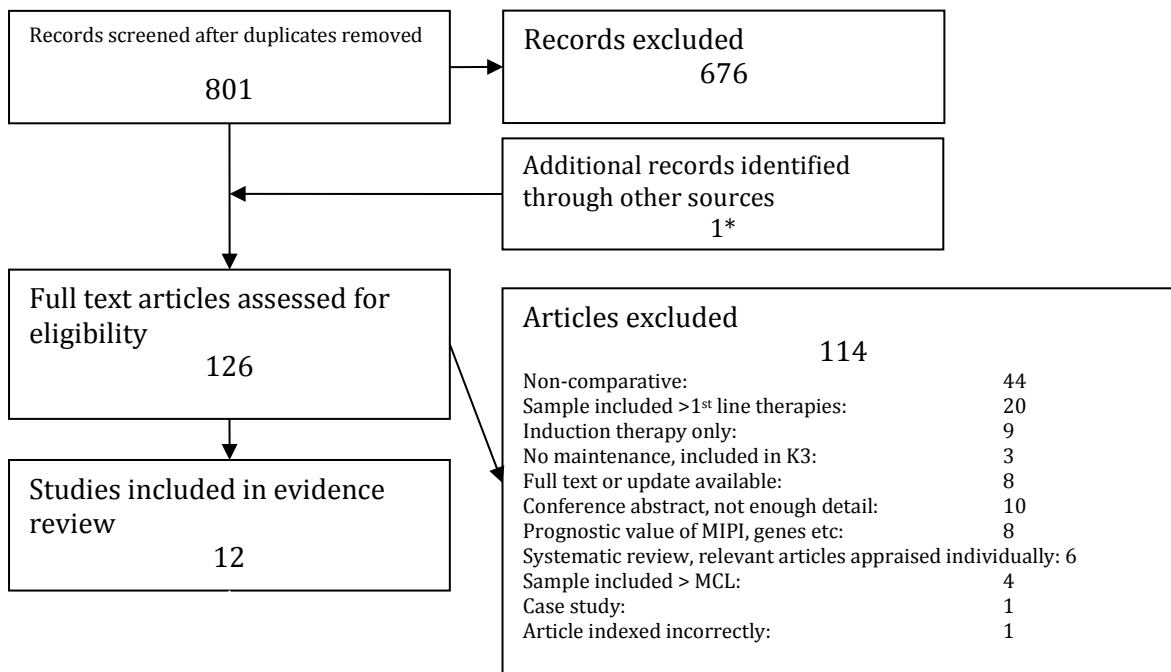 Records screened after duplicates removed
801
Records excluded
676
Additional records identified
through other sources
1*
Full text articles assessed for
eligibility
126
Articles excluded
114
Non-comparative: 44
Sample included >1st line therapies: 20
Induction therapy only: 9
No maintenance, included in K3: 3
Full text or update available: 8
Conference abstract, not enough detail: 10
Prognostic value of MIPI, genes etc: 8
Systematic review, relevant articles appraised individually: 6
Sample included > MCL: 4
Case study: 1
Article indexed incorrectly: 1
Studies included in evidence
review
12